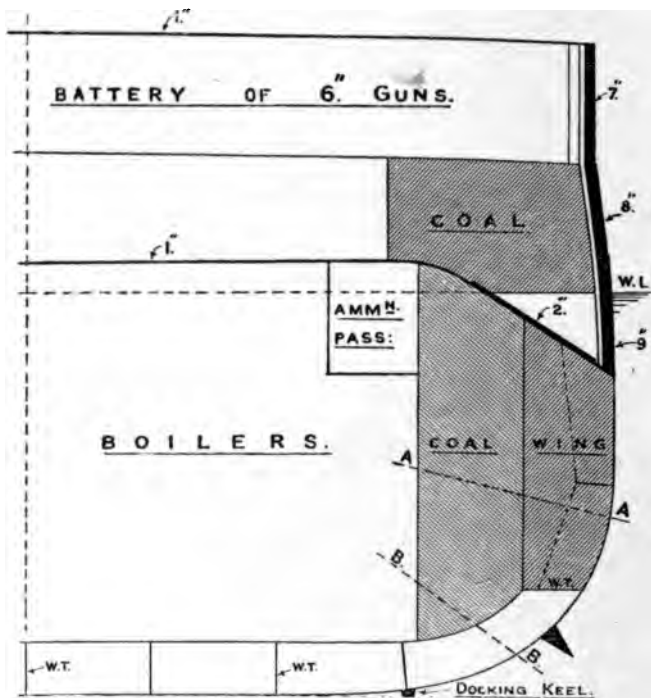 1."
BATTERY OF 6." GUNS.
7."
COAL
8."
1."
W.L.
AMMN.
PASS:
2."
9"
BOILERS.
COAL WING
A
A
B.
W.T.
B.
W.T.
W.T.
DOCKING KEEL.